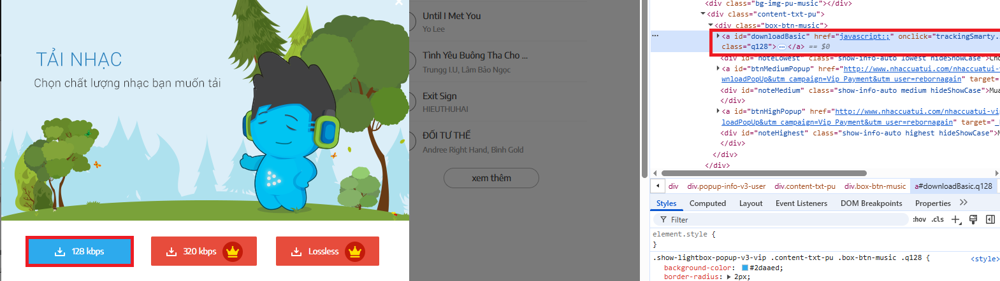 TẢI NHẠC
Chọn chất lượng nhạc bạn muốn tải
128 kbps
320 kbps
Lossless
Until I Met You
Yo Lee
Tình Yêu Buông Tha Cho ...
Trungg I.U, Lâm Bảo Ngọc
Exit Sign
HIEUTHUHAI
ĐỐI TƯ THẾ
Andree Right Hand, Bình Gold
xem thêm
<div class="bg-img-pu-music"></div>
<div class="content-txt-pu">
<div class="box-btn-music">
<a id="downloadBasic" href="javascript:;" onclick="trackingSmarty.
class="q128"> ⋯ </a> == $0
<div id="noteLowest" class="show-info-auto lowest hideShowCase">Chọ
<a id="btnMediumPopup" href="http://www.nhaccuatui.com/nhaccuatui-v
wnloadPopUp&utm_campaign=Vip_Payment&utm_user=rebornagain" target=
<div id="noteMedium" class="show-info-auto medium hideShowCase">Mua
</div>
<a id="btnHighPopup" href="http://www.nhaccuatui.com/nhaccuatui-vip
loadPopUp&utm_campaign=Vip_Payment&utm_user=rebornagain" target="_
<div id="noteHighest" class="show-info-auto highest hideShowCase">M
</div>
</div>
</div>
div div.popup-info-v3-user div.content-txt-pu div.box-btn-music a#downloadBasic.q128
Styles Computed Layout Event Listeners DOM Breakpoints Properties
Filter :hov .cls
element.style {
}
.show-lightbox-popup-v3-vip .content-txt-pu .box-btn-music .q128 { <style>
background-color: #2daaed;
border-radius: 2px;